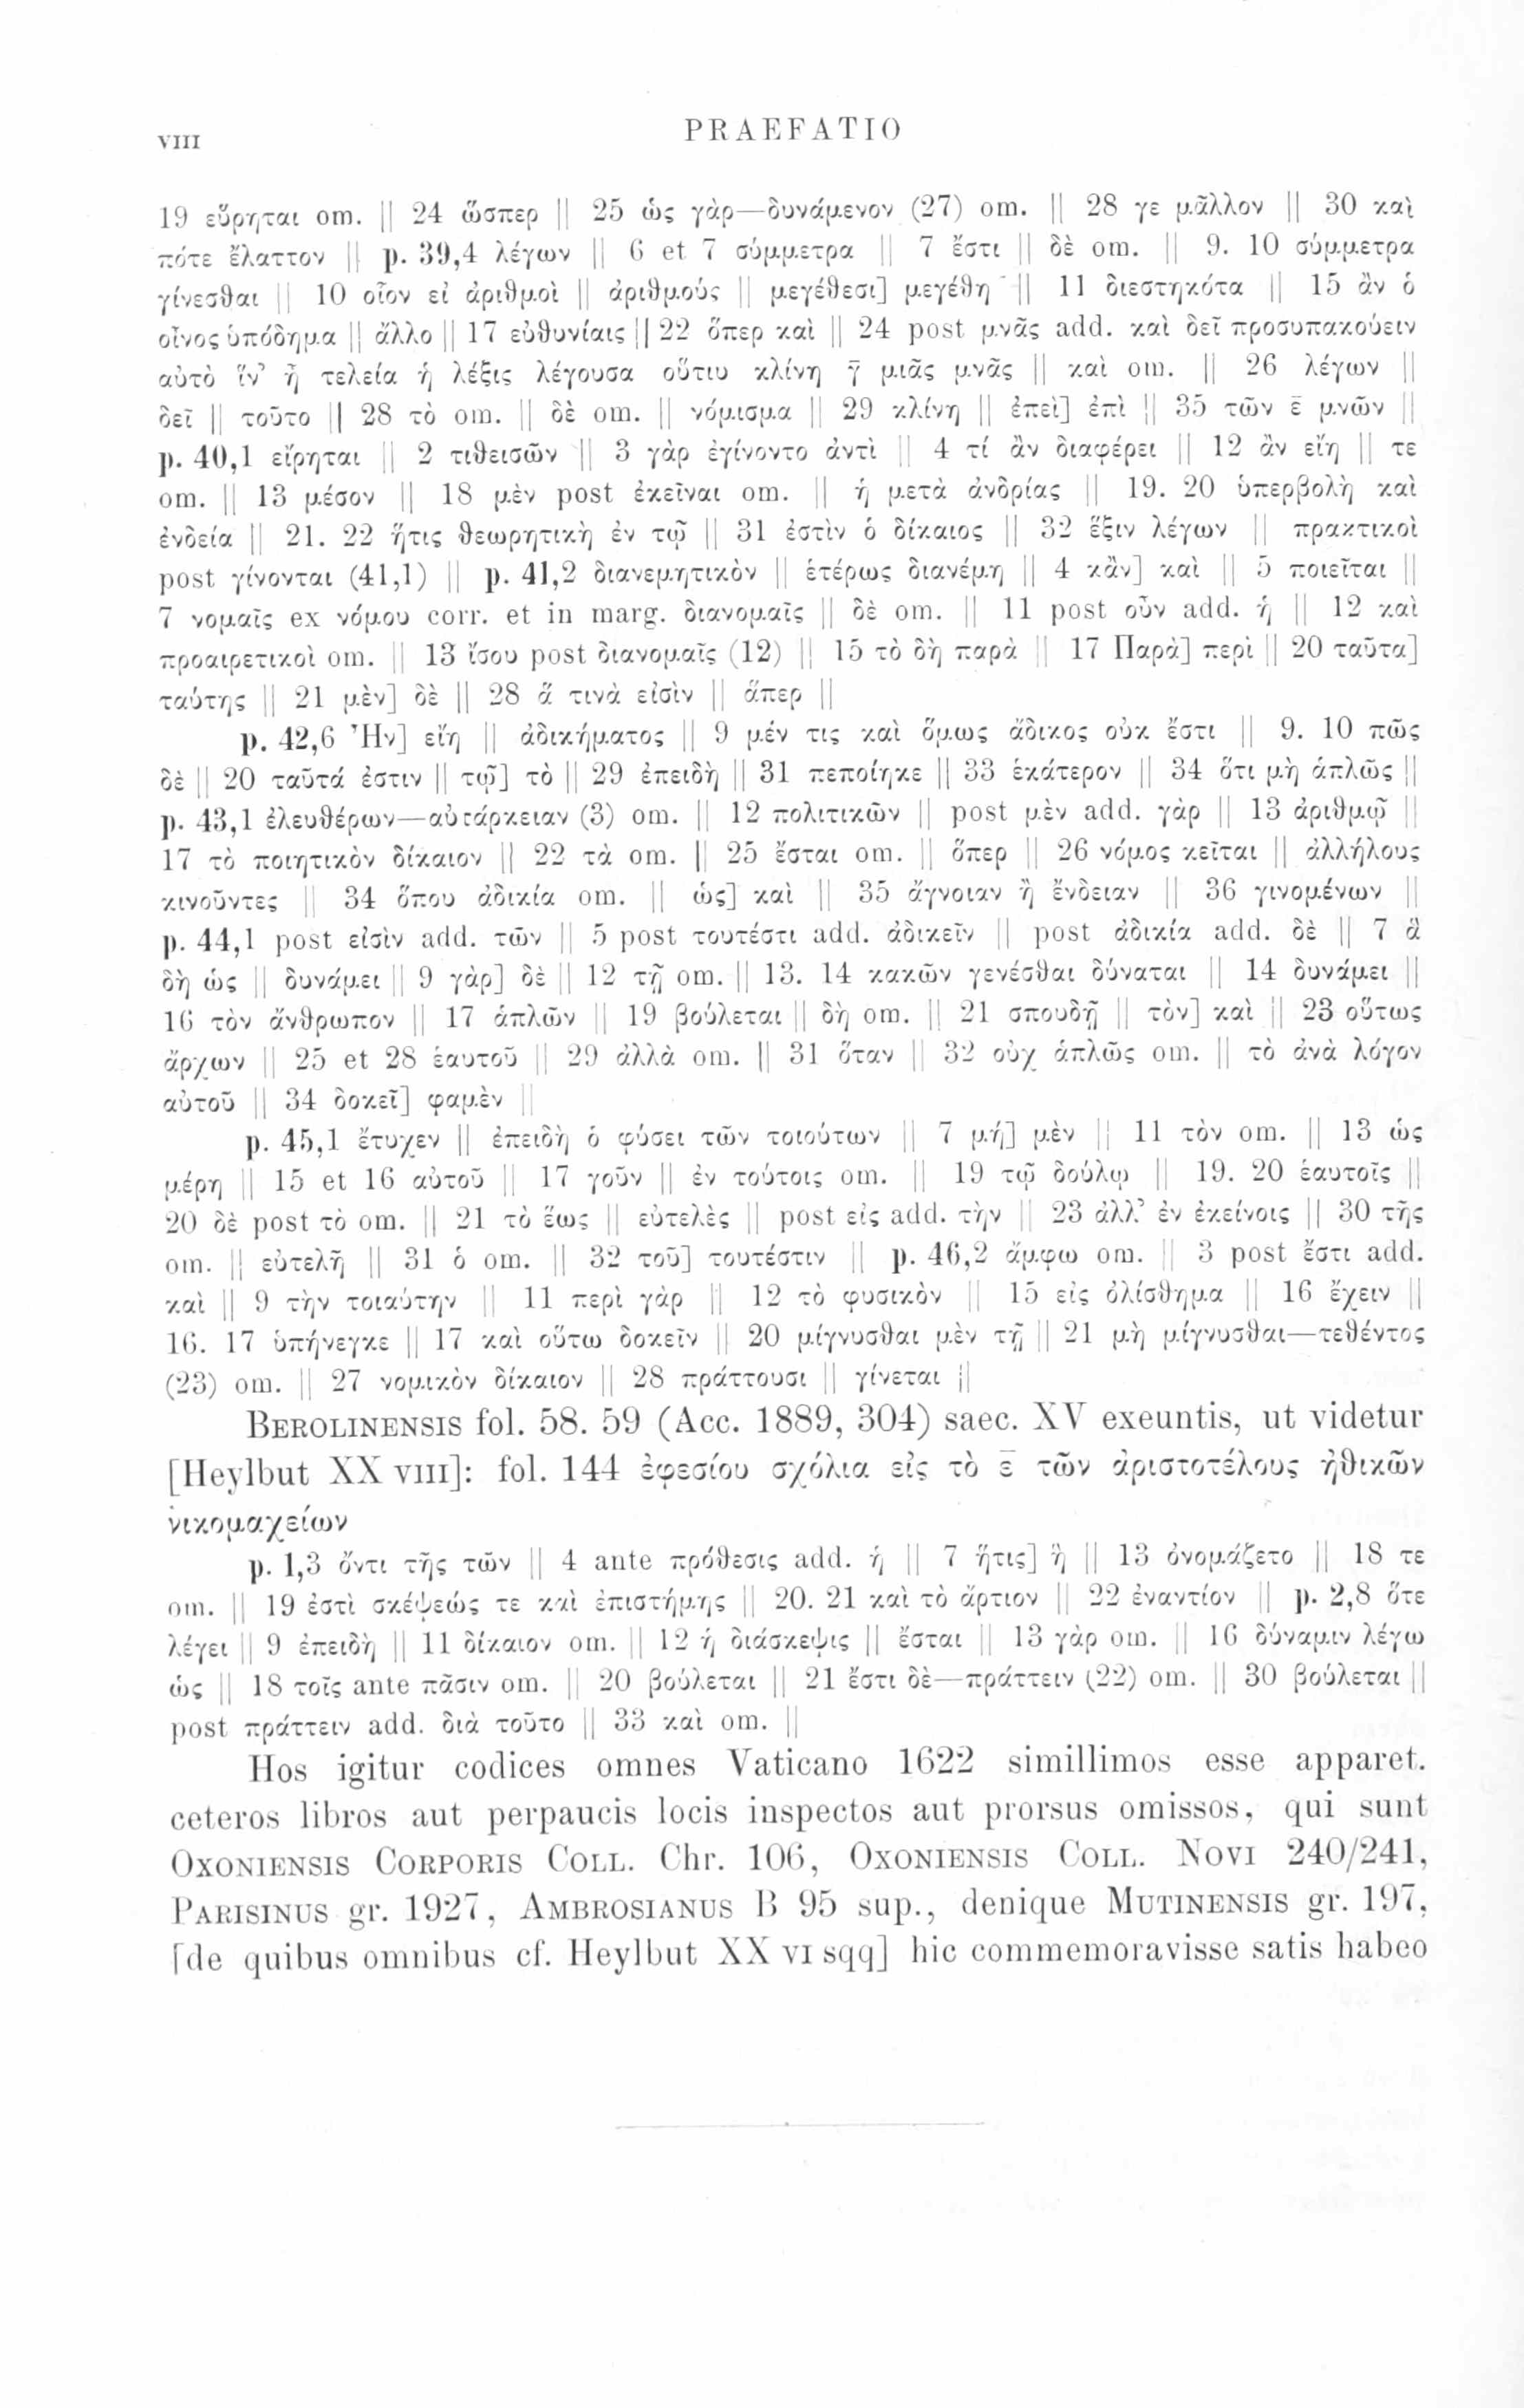 VIII
PRAEFATIO
19 εὕρηται om. || 24 ὥσπερ || 25 ὡς γὰρ—δυνάμενον (27) om. || 28 γε μᾶλλον || 30 καὶ
πότε ἔλαττον || p. 39,4 λέγων || 6 et 7 σύμμετρα || 7 ἔστι || δὲ om. || 9. 10 σύμμετρα
γίνεσθαι || 10 οἷον εἰ ἀριθμοὶ || ἀριθμούς || μεγέθεσι] μεγέθη || 11 διεστηκότα || 15 ἂν ὁ
οἶνος ὑπόδημα || ἄλλο || 17 εὐθυνίαις || 22 ὅπερ καὶ || 24 post μνᾶς add. καὶ δεῖ προσυπακούειν
αὐτὸ ἵν’ ᾖ τελεία ἡ λέξις λέγουσα οὕτω κλίνη γ̄ μιᾶς μνᾶς || καὶ om. || 26 λέγων ||
δεῖ || τοῦτο || 28 τὸ om. || δὲ om. || νόμισμα || 29 κλίνη || ἐπεὶ] ἐπὶ || 35 τῶν ε̄ μνῶν ||
p. 40,1 εἴρηται || 2 τιθεισῶν || 3 γὰρ ἐγίνοντο ἀντὶ || 4 τί ἂν διαφέρει || 12 ἂν εἴη || τε
om. || 13 μέσον || 18 μὲν post ἐκεῖναι om. || ἡ μετὰ ἀνδρίας || 19. 20 ὑπερβολὴ καὶ
ἐνδεία || 21. 22 ἥτις θεωρητικὴ ἐν τῷ || 31 ἐστὶν ὁ δίκαιος || 32 ἕξιν λέγων || πρακτικοὶ
post γίνονται (41,1) || p. 41,2 διανεμητικὸν || ἑτέρως διανέμῃ || 4 κἂν] καὶ || 5 ποιεῖται ||
7 νομαῖς ex νόμου corr. et in marg. διανομαῖς || δὲ om. || 11 post οὖν add. ἡ || 12 καὶ
προαιρετικοὶ om. || 13 ἴσου post διανομαῖς (12) || 15 τὸ δὴ παρὰ || 17 Παρὰ] περὶ || 20 ταῦτα]
ταύτης || 21 μὲν] δὲ || 28 ἅ τινὰ εἰσὶν || ἅπερ ||
p. 42,6 Ἦν] εἴη || ἀδικήματος || 9 μέν τις καὶ ὅμως ἄδικος οὐκ ἔστι || 9. 10 πῶς
δὲ || 20 ταῦτά ἐστιν || τῷ] τὸ || 29 ἐπειδὴ || 31 πεποίηκε || 33 ἑκάτερον || 34 ὅτι μὴ ἁπλῶς ||
p. 43,1 ἐλευθέρων—αὐτάρκειαν (3) om. || 12 πολιτικῶν || post μὲν add. γὰρ || 13 ἀριθμῷ ||
17 τὸ ποιητικὸν δίκαιον || 22 τὰ om. || 25 ἔσται om. || ὅπερ || 26 νόμος κεῖται || ἀλλήλους
κινοῦντες || 34 ὅπου ἀδικία om. || ὡς] καὶ || 35 ἄγνοιαν ἢ ἔνδειαν || 36 γινομένων ||
p. 44,1 post εἰσὶν add. τῶν || 5 post τουτέστι add. ἀδικεῖν || post ἀδικία add. δὲ || 7 ἃ
δὴ ὡς || δυνάμει || 9 γὰρ] δὲ || 12 τῇ om. || 13. 14 κακῶν γενέσθαι δύναται || 14 δυνάμει ||
16 τὸν ἄνθρωπον || 17 ἁπλῶν || 19 βούλεται || δὴ om. || 21 σπουδῇ || τὸν] καὶ || 23 οὕτως
ἄρχων || 25 et 28 ἑαυτοῦ || 29 ἀλλὰ om. || 31 ὅταν || 32 οὐχ ἁπλῶς om. || τὸ ἀνὰ λόγον
αὐτοῦ || 34 δοκεῖ] φαμὲν ||
p. 45,1 ἔτυχεν || ἐπειδὴ ὁ φύσει τῶν τοιούτων || 7 μή] μὲν || 11 τὸν om. || 13 ὡς
μέρη || 15 et 16 αὑτοῦ || 17 γοῦν || ἐν τούτοις om. || 19 τῷ δούλῳ || 19. 20 ἑαυτοῖς ||
20 δὲ post τὸ om. || 21 τὸ ἕως || εὐτελὲς || post εἰς add. τὴν || 23 ἀλλ’ ἐν ἐκείνοις || 30 τῆς
om. || εὐτελῆ || 31 ὁ om. || 32 τοῦ] τουτέστιν || p. 46,2 ἄμφω om. || 3 post ἔστι add.
καὶ || 9 τὴν τοιαύτην || 11 περὶ γὰρ || 12 τὸ φυσικὸν || 15 εἰς ὀλίσθημα || 16 ἔχειν ||
16. 17 ὑπήνεγκε || 17 καὶ οὕτω δοκεῖν || 20 μίγνυσθαι μὲν τῇ || 21 μὴ μίγνυσθαι—τεθέντος
(23) om. || 27 νομικὸν δίκαιον || 28 πράττουσι || γίνεται ||
BEROLINENSIS fol. 58. 59 (Acc. 1889, 304) saec. XV exeuntis, ut videtur
[Heylbut XX VIII]: fol. 144 ἐφεσίου σχόλια εἰς τὸ ε̄ τῶν ἀριστοτέλους ἠθικῶν
νικομαχείων
p. 1,3 ὄντι τῆς τῶν || 4 ante πρόθεσις add. ἡ || 7 ἥτις] ἢ || 13 ὀνομάζετο || 18 τε
om. || 19 ἐστὶ σκέψεώς τε καὶ ἐπιστήμης || 20. 21 καὶ τὸ ἄρτιον || 22 ἐναντίον || p. 2,8 ὅτε
λέγει || 9 ἐπειδὴ || 11 δίκαιον om. || 12 ἡ διάσκεψις || ἔσται || 13 γὰρ om. || 16 δύναμιν λέγω
ὡς || 18 τοῖς ante πᾶσιν om. || 20 βούλεται || 21 ἔστι δὲ—πράττειν (22) om. || 30 βούλεται ||
post πράττειν add. διὰ τοῦτο || 33 καὶ om. ||
Hos igitur codices omnes Vaticano 1622 simillimos esse apparet.
ceteros libros aut perpaucis locis inspectos aut prorsus omissos, qui sunt
OXONIENSIS CORPORIS COLL. Chr. 106, OXONIENSIS COLL. NOVI 240/241,
PARISINUS gr. 1927, AMBROSIANUS B 95 sup., denique MUTINENSIS gr. 197,
[de quibus omnibus cf. Heylbut XX VI sqq] hic commemoravisse satis habeo